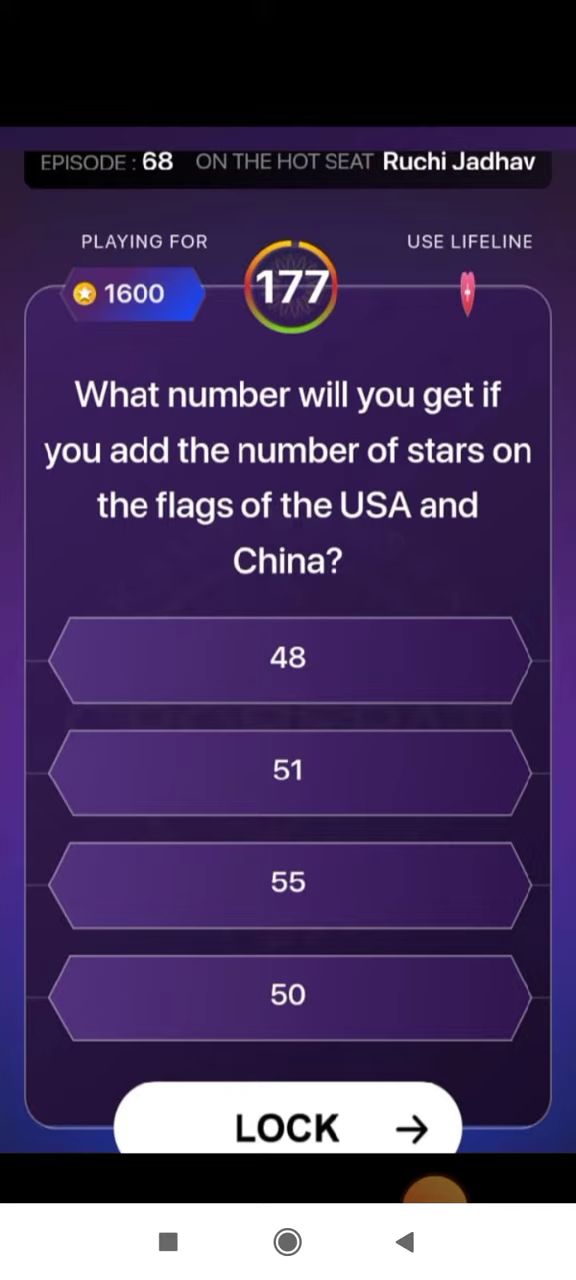 EPISODE : 68 ON THE HOT SEAT Ruchi Jadhav
PLAYING FOR
USE LIFELINE
1600
177
What number will you get if
you add the number of stars on
the flags of the USA and
China?
48
51
55
50
LOCK →